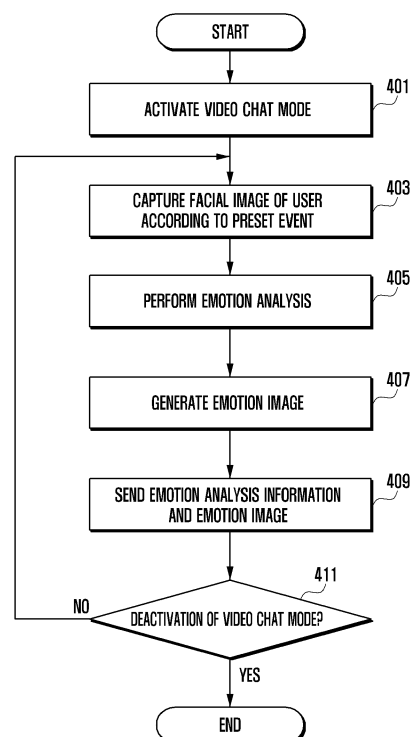 START
401
ACTIVATE VIDEO CHAT MODE
403
CAPTURE FACIAL IMAGE OF USER
ACCORDING TO PRESET EVENT
405
PERFORM EMOTION ANALYSIS
407
GENERATE EMOTION IMAGE
409
SEND EMOTION ANALYSIS INFORMATION
AND EMOTION IMAGE
411
NO
DEACTIVATION OF VIDEO CHAT MODE?
YES
END